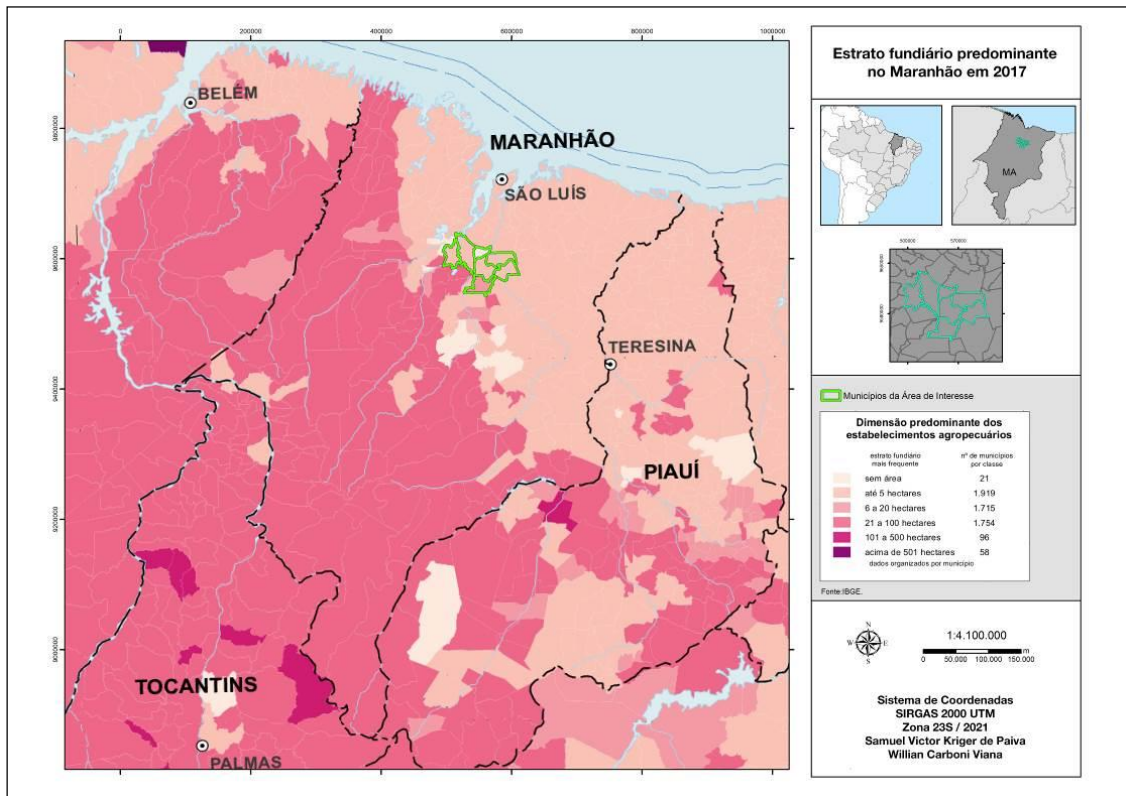 0
200000
400000
600000
800000
1000000
9800000
9600000
9400000
9200000
9000000
BELÉM
MARANHÃO
SÃO LUÍS
TERESINA
PIAUÍ
TOCANTINS
PALMAS
Estrato fundiário predominante
no Maranhão em 2017
MA
500000
570000
Municípios da Área de Interesse
Dimensão predominante dos
estabelecimentos agropecuários
estrato fundiário
mais frequente
nº de municípios
por classe
sem área 21
até 5 hectares 1.919
6 a 20 hectares 1.715
21 a 100 hectares 1.754
101 a 500 hectares 96
acima de 501 hectares 58
dados organizados por município
Fonte:IBGE.
N
W E
S
1:4.100.000
m
0 50.000 100.000 150.000
Sistema de Coordenadas
SIRGAS 2000 UTM
Zona 23S / 2021
Samuel Victor Kriger de Paiva
Willian Carboni Viana